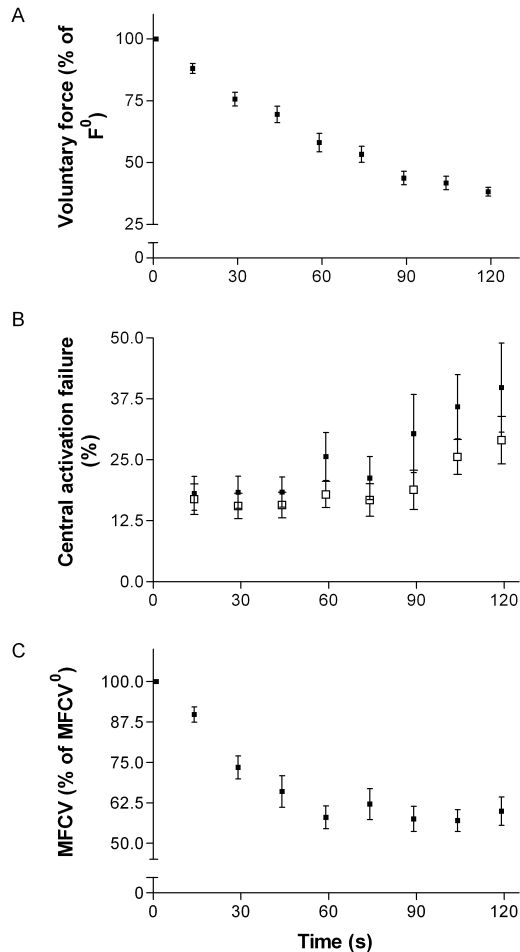 A
Voluntary force (% of
F0)
100
75
50
25
0
0 30 60 90 120
B
Central activation failure
(%)
50.0
37.5
25.0
12.5
0.0
0 30 60 90 120
C
MFCV (% of MFCV0)
100.0
87.5
75.0
62.5
50.0
0
0 30 60 90 120
Time (s)